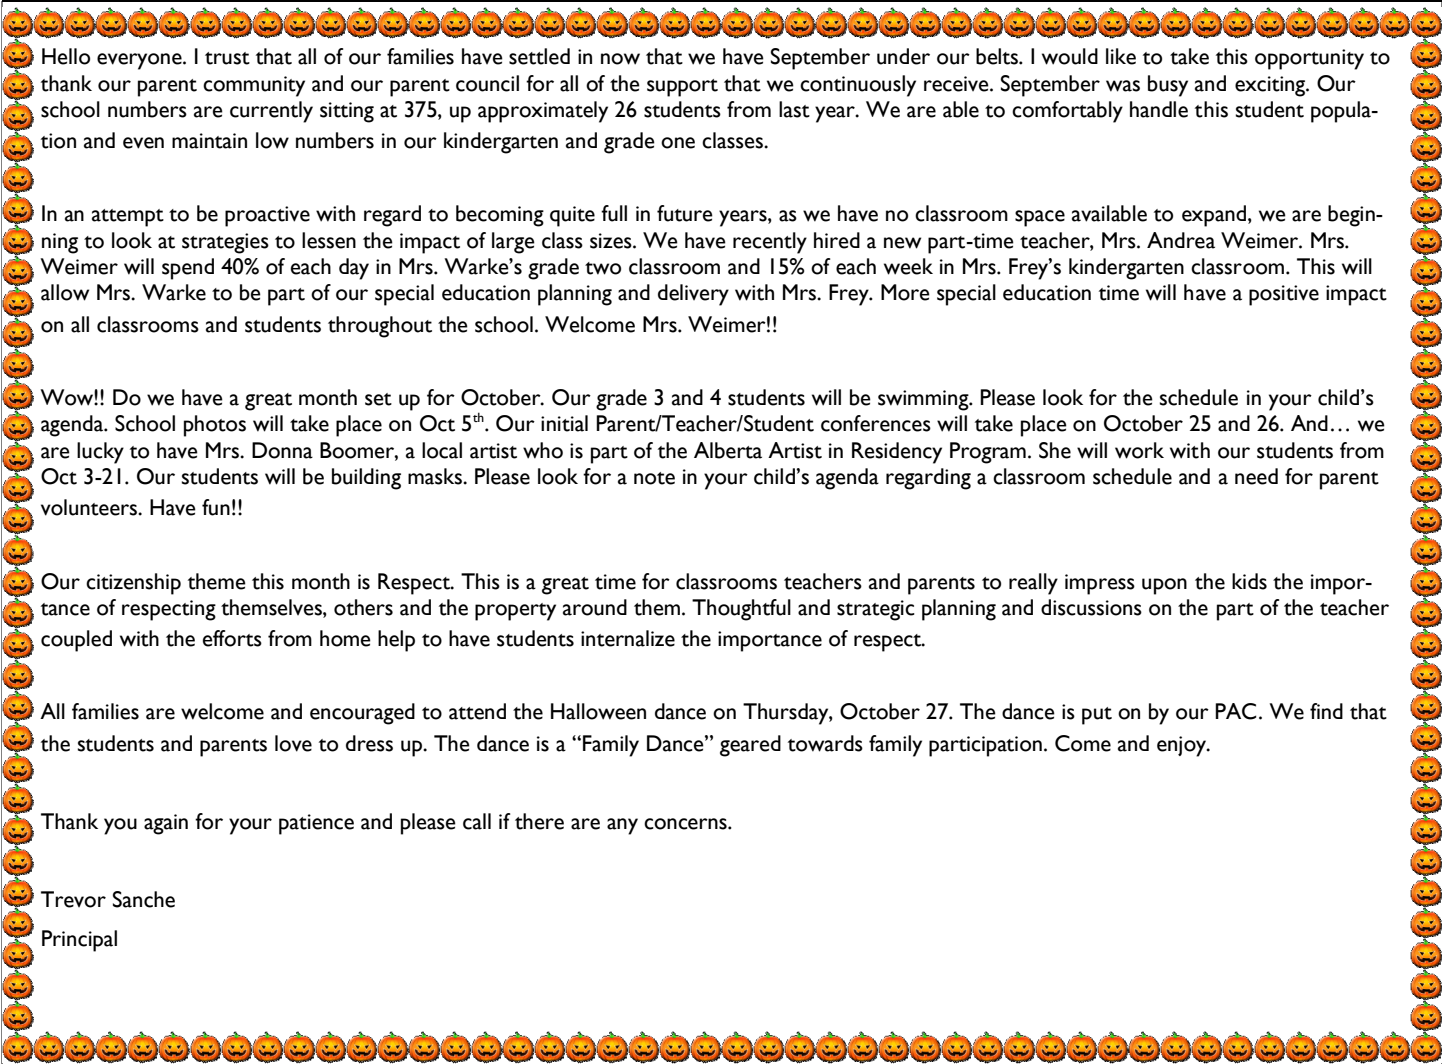 Hello everyone. I trust that all of our families have settled in now that we have September under our belts. I would like to take this opportunity to
thank our parent community and our parent council for all of the support that we continuously receive. September was busy and exciting. Our
school numbers are currently sitting at 375, up approximately 26 students from last year. We are able to comfortably handle this student popula-
tion and even maintain low numbers in our kindergarten and grade one classes.
In an attempt to be proactive with regard to becoming quite full in future years, as we have no classroom space available to expand, we are begin-
ning to look at strategies to lessen the impact of large class sizes. We have recently hired a new part-time teacher, Mrs. Andrea Weimer. Mrs.
Weimer will spend 40% of each day in Mrs. Warke’s grade two classroom and 15% of each week in Mrs. Frey’s kindergarten classroom. This will
allow Mrs. Warke to be part of our special education planning and delivery with Mrs. Frey. More special education time will have a positive impact
on all classrooms and students throughout the school. Welcome Mrs. Weimer!!
Wow!! Do we have a great month set up for October. Our grade 3 and 4 students will be swimming. Please look for the schedule in your child’s
agenda. School photos will take place on Oct 5th. Our initial Parent/Teacher/Student conferences will take place on October 25 and 26. And… we
are lucky to have Mrs. Donna Boomer, a local artist who is part of the Alberta Artist in Residency Program. She will work with our students from
Oct 3-21. Our students will be building masks. Please look for a note in your child’s agenda regarding a classroom schedule and a need for parent
volunteers. Have fun!!
Our citizenship theme this month is Respect. This is a great time for classrooms teachers and parents to really impress upon the kids the impor-
tance of respecting themselves, others and the property around them. Thoughtful and strategic planning and discussions on the part of the teacher
coupled with the efforts from home help to have students internalize the importance of respect.
All families are welcome and encouraged to attend the Halloween dance on Thursday, October 27. The dance is put on by our PAC. We find that
the students and parents love to dress up. The dance is a “Family Dance” geared towards family participation. Come and enjoy.
Thank you again for your patience and please call if there are any concerns.
Trevor Sanche
Principal